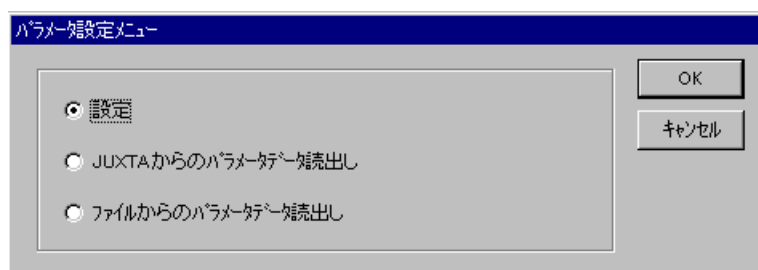 ﾊﾟﾗﾒｰﾀ設定ﾒﾆｭｰ
設定
OK
JUXTAからのﾊﾟﾗﾒｰﾀﾃﾞｰﾀ読出し
ｷｬﾝｾﾙ
ﾌｧｲﾙからのﾊﾟﾗﾒｰﾀﾃﾞｰﾀ読出し